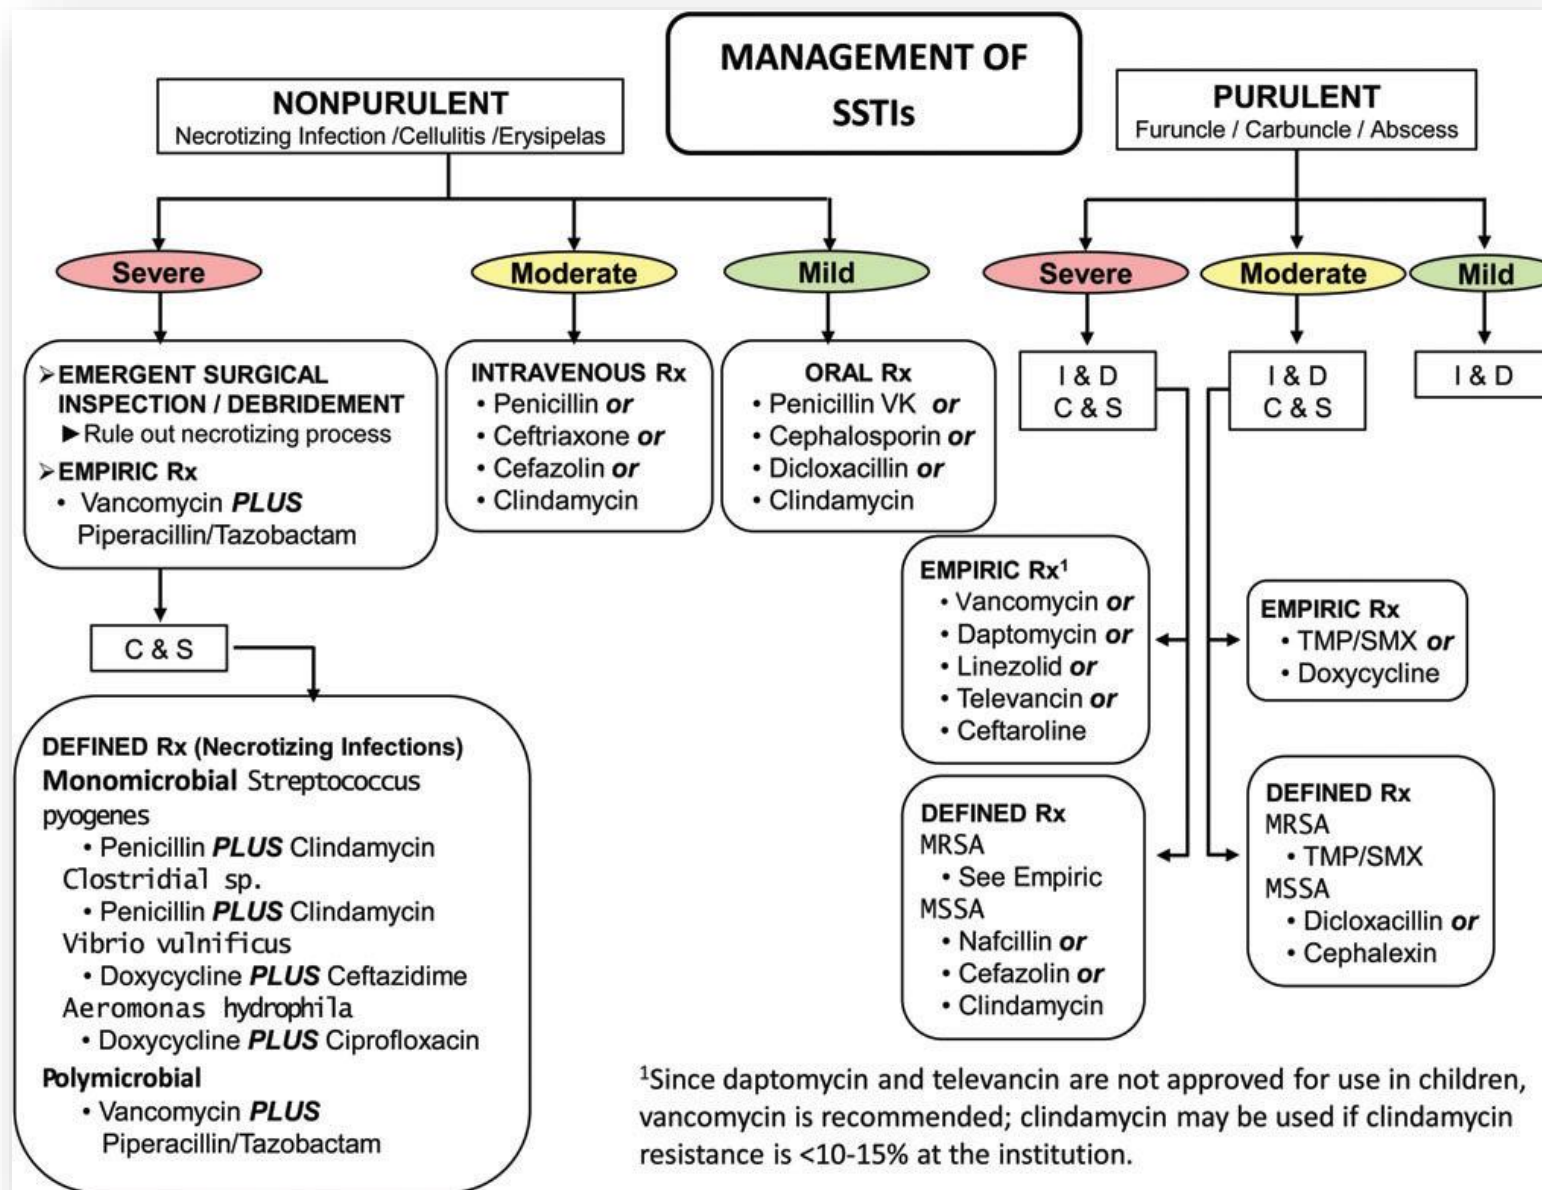 MANAGEMENT OF
SSTIs
NONPURULENT
Necrotizing Infection /Cellulitis /Erysipelas
Severe
Moderate
Mild
➢EMERGENT SURGICAL
INSPECTION / DEBRIDEMENT
►Rule out necrotizing process
➢EMPIRIC Rx
• Vancomycin PLUS
Piperacillin/Tazobactam
C & S
DEFINED Rx (Necrotizing Infections)
Monomicrobial Streptococcus
pyogenes
• Penicillin PLUS Clindamycin
Clostridial sp.
• Penicillin PLUS Clindamycin
Vibrio vulnificus
• Doxycycline PLUS Ceftazidime
Aeromonas hydrophila
• Doxycycline PLUS Ciprofloxacin
Polymicrobial
• Vancomycin PLUS
Piperacillin/Tazobactam
INTRAVENOUS Rx
• Penicillin or
• Ceftriaxone or
• Cefazolin or
• Clindamycin
ORAL Rx
• Penicillin VK or
• Cephalosporin or
• Dicloxacillin or
• Clindamycin
PURULENT
Furuncle / Carbuncle / Abscess
Severe
Moderate
Mild
I & D
C & S
I & D
C & S
I & D
EMPIRIC Rx¹
• Vancomycin or
• Daptomycin or
• Linezolid or
• Televancin or
• Ceftaroline
DEFINED Rx
MRSA
• See Empiric
MSSA
• Nafcillin or
• Cefazolin or
• Clindamycin
EMPIRIC Rx
• TMP/SMX or
• Doxycycline
DEFINED Rx
MRSA
• TMP/SMX
MSSA
• Dicloxacillin or
• Cephalexin
¹Since daptomycin and televancin are not approved for use in children,
vancomycin is recommended; clindamycin may be used if clindamycin
resistance is <10-15% at the institution.